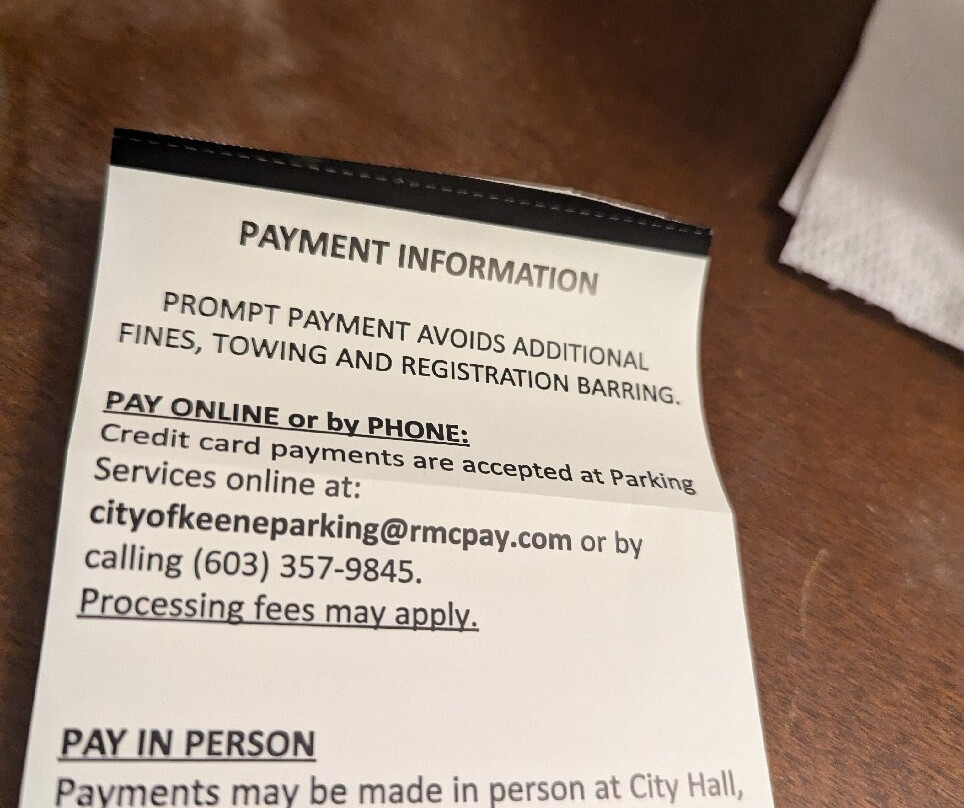 PAYMENT INFORMATION
PROMPT PAYMENT AVOIDS ADDITIONAL
FINES, TOWING AND REGISTRATION BARRING.
PAY ONLINE or by PHONE:
Credit card payments are accepted at Parking
Services online at:
cityofkeeneparking@rmcpay.com or by
calling (603) 357-9845.
Processing fees may apply.
PAY IN PERSON
Payments may be made in person at City Hall,